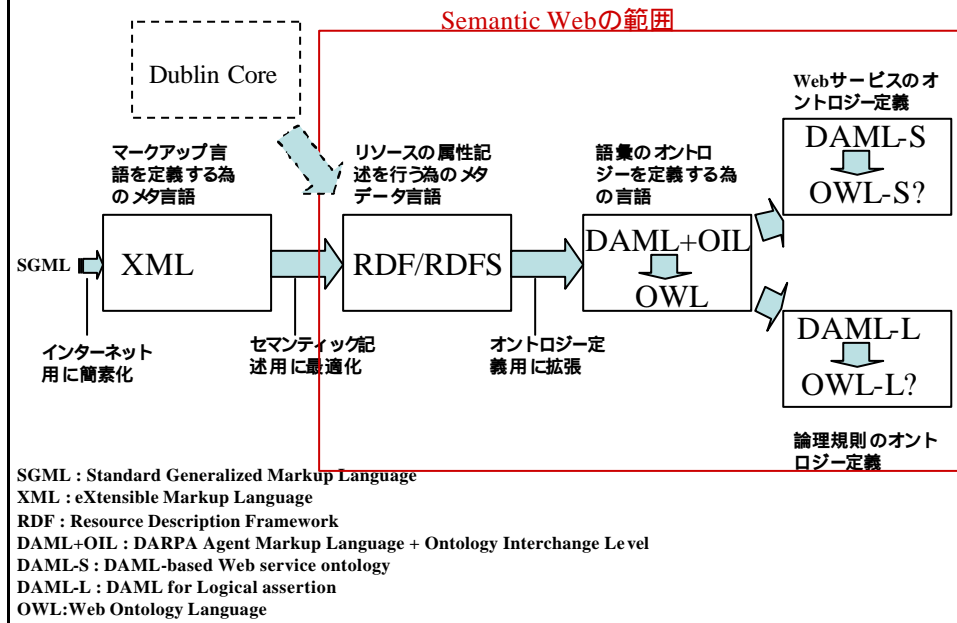 Semantic Webの範囲
Dublin Core
Webサービスのオ
ントロジー定義
マークアップ言
語を定義する為
のメタ言語
リソースの属性記
述を行う為のメタ
データ言語
語彙のオントロ
ジーを定義する為
の言語
DAML-S
OWL-S?
SGML
XML
RDF/RDFS
DAML+OIL
OWL
インターネット
用に簡素化
セマンティック記
述用に最適化
オントロジー定
義用に拡張
DAML-L
OWL-L?
論理規則のオント
ロジー定義
SGML : Standard Generalized Markup Language
XML : eXtensible Markup Language
RDF : Resource Description Framework
DAML+OIL : DARPA Agent Markup Language + Ontology Interchange Level
DAML-S : DAML-based Web service ontology
DAML-L : DAML for Logical assertion
OWL:Web Ontology Language